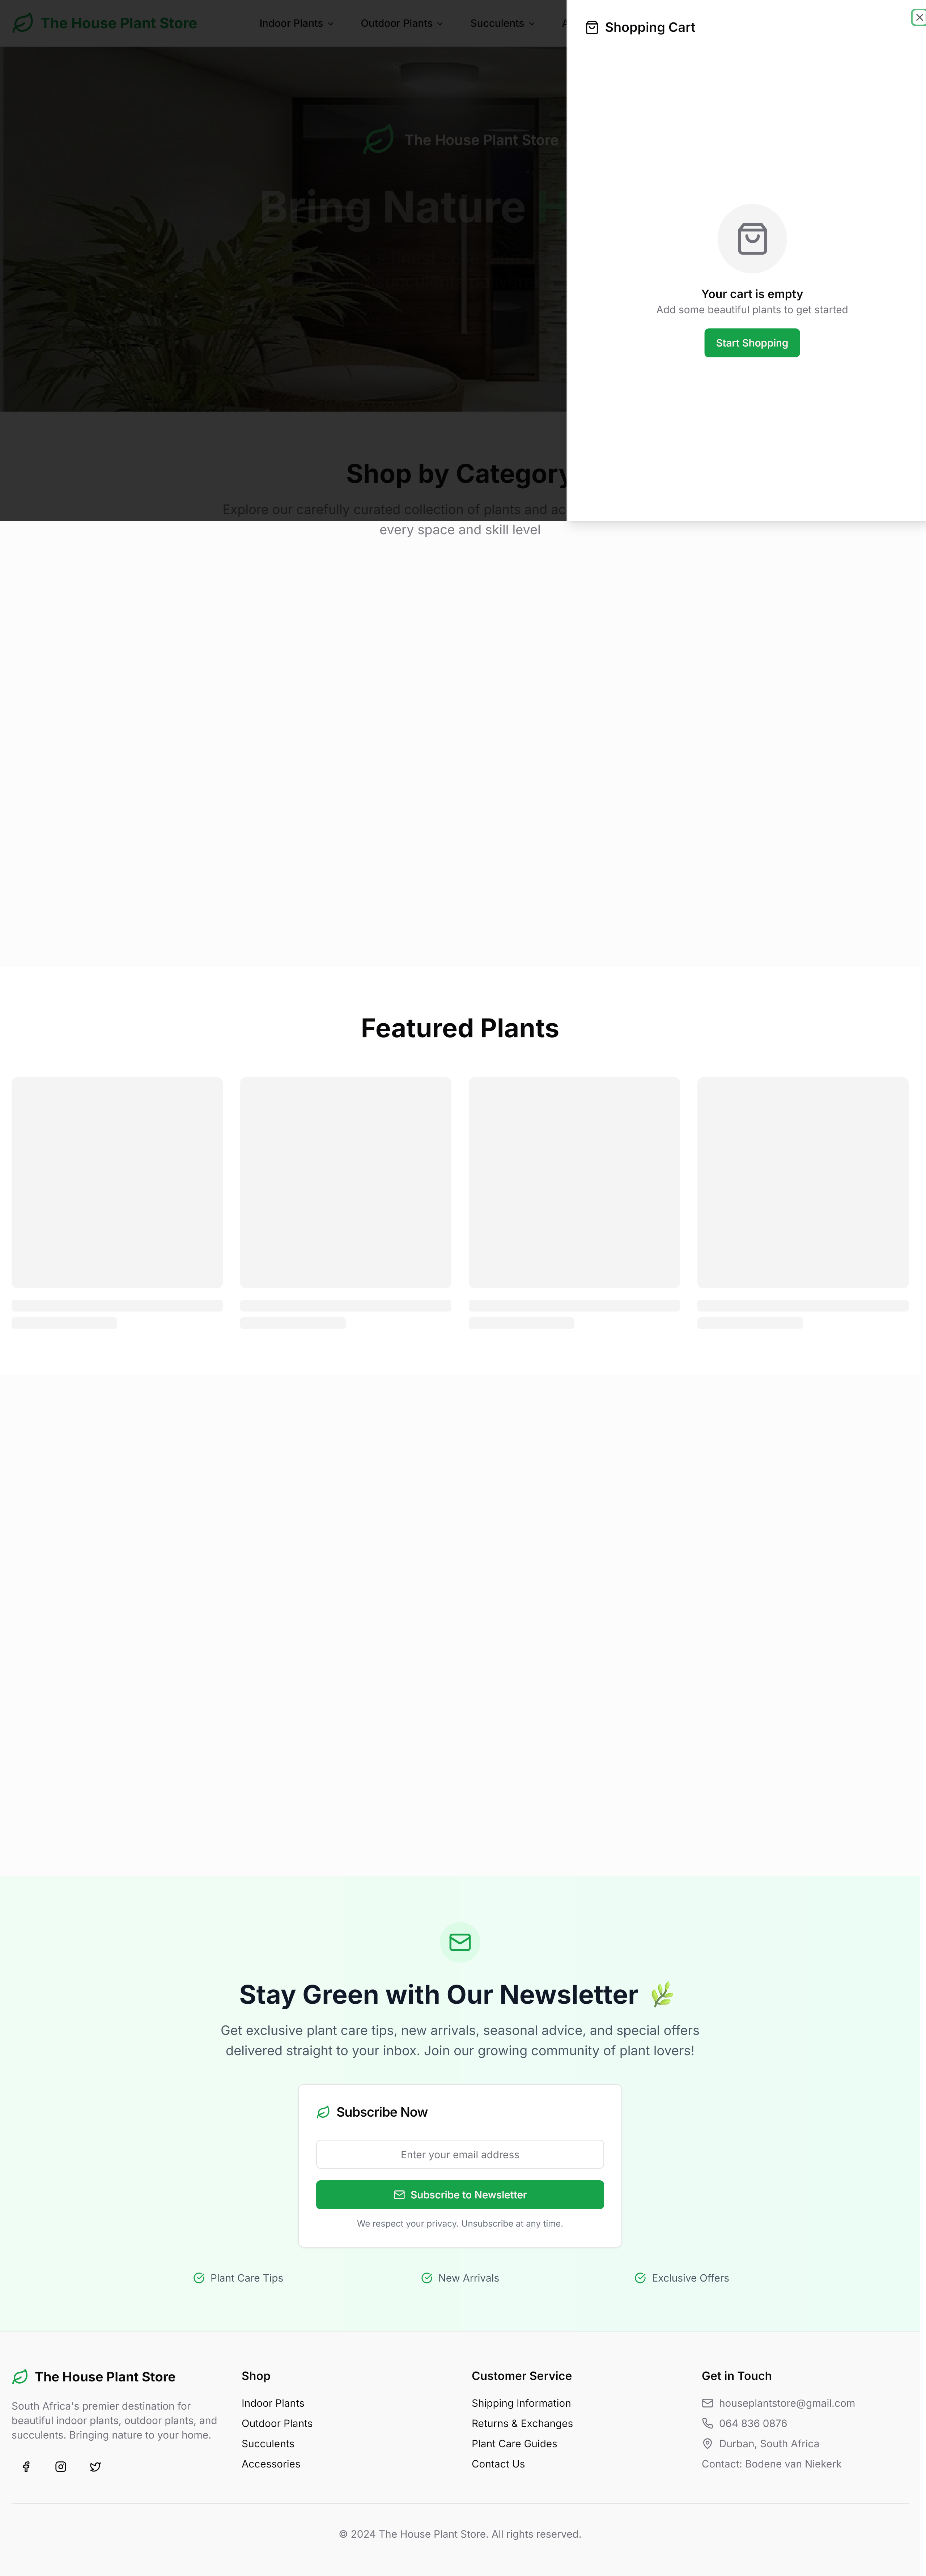 The House Plant Store
Indoor Plants
Outdoor Plants
Succulents
Shopping Cart
The House Plant Store
Bring Nature
Your cart is empty
Add some beautiful plants to get started
Start Shopping
Shop by Category
Explore our carefully curated collection of plants and
every space and skill level
Featured Plants
Stay Green with Our Newsletter 🌿
Get exclusive plant care tips, new arrivals, seasonal advice, and special offers
delivered straight to your inbox. Join our growing community of plant lovers!
Subscribe Now
Enter your email address
Subscribe to Newsletter
We respect your privacy. Unsubscribe at any time.
Plant Care Tips
New Arrivals
Exclusive Offers
The House Plant Store
South Africa's premier destination for
beautiful indoor plants, outdoor plants, and
succulents. Bringing nature to your home.
Shop
Indoor Plants
Outdoor Plants
Succulents
Accessories
Customer Service
Shipping Information
Returns & Exchanges
Plant Care Guides
Contact Us
Get in Touch
houseplantstore@gmail.com
064 836 0876
Durban, South Africa
Contact: Bodene van Niekerk
© 2024 The House Plant Store. All rights reserved.